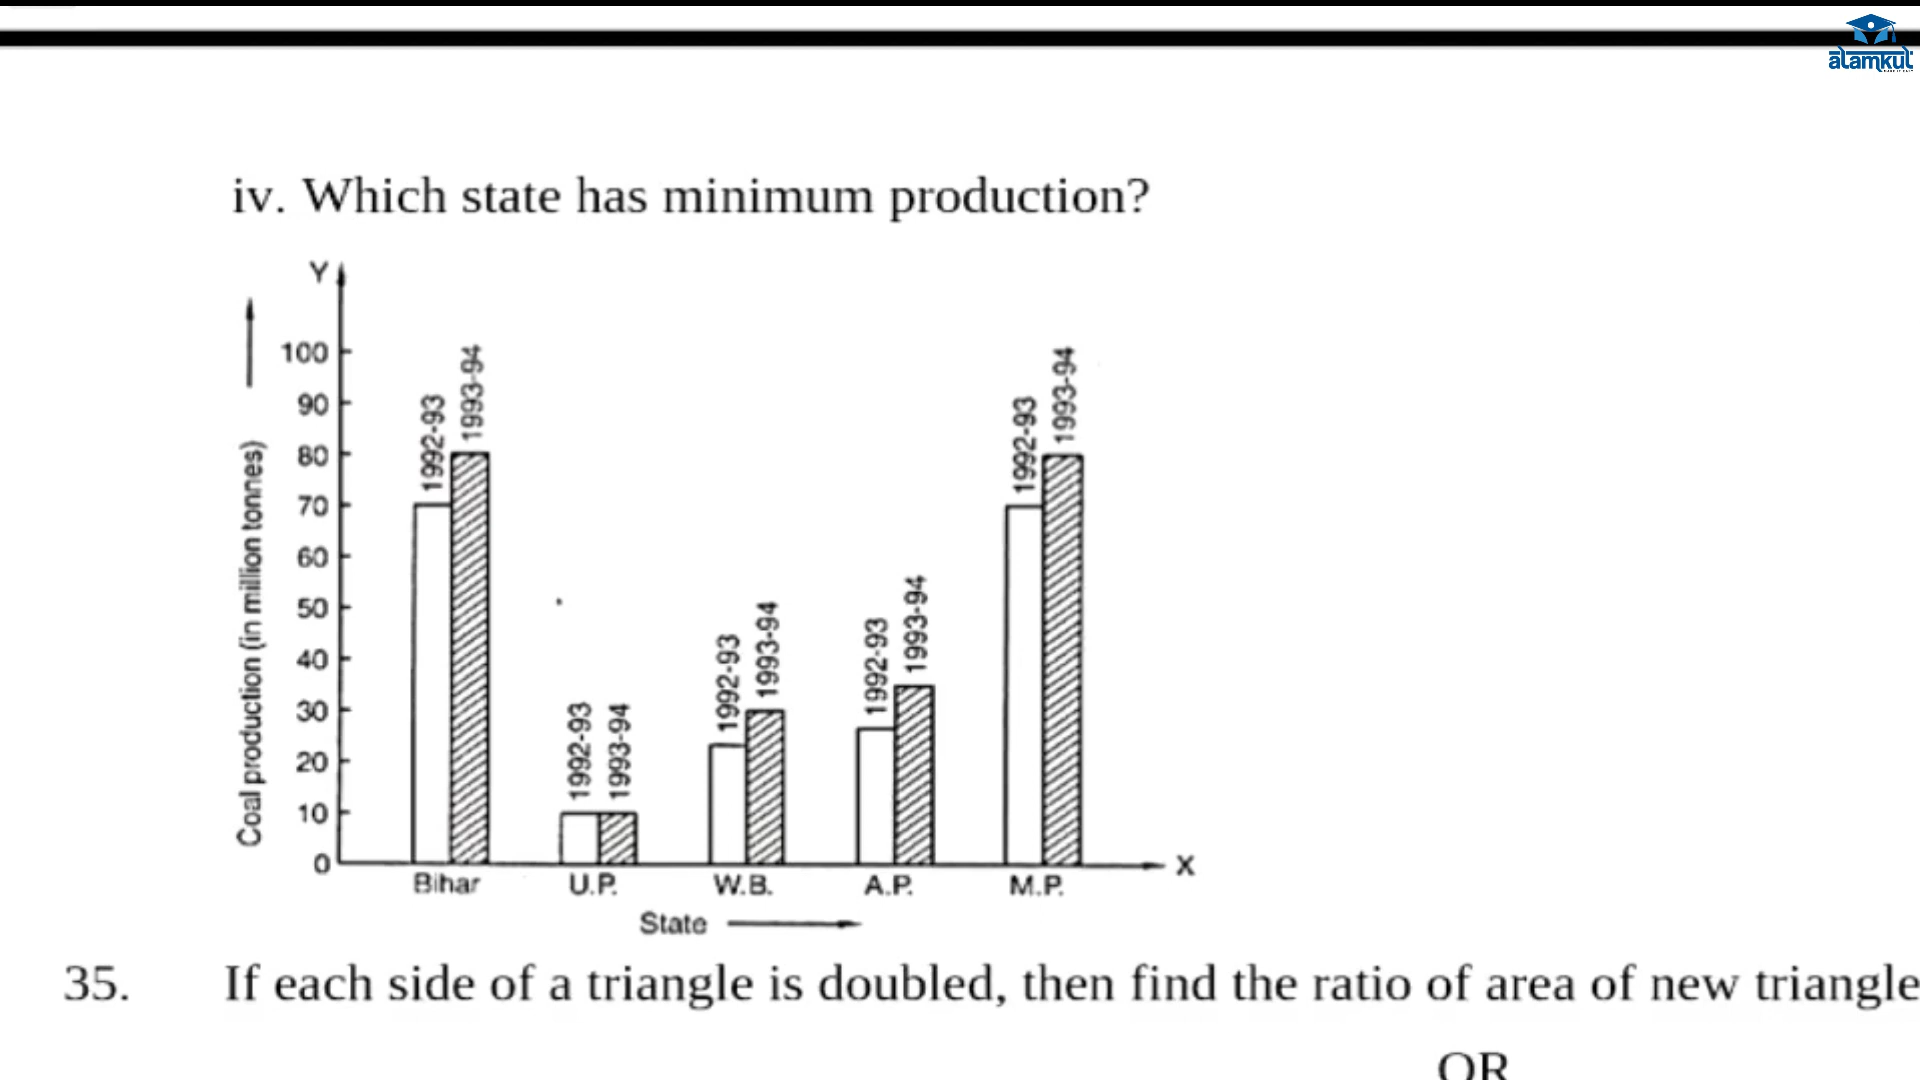 atamkul
iv. Which state has minimum production?
Y
Coal production (in million tonnes)
100
90
80
70
60
50
40
30
20
10
0
1992-93
1993-94
1992-93
1993-94
1992-93
1993-94
1992-93
1993-94
1992-93
1993-94
X
Bihar U.P. W.B. A.P. M.P.
State
35. If each side of a triangle is doubled, then find the ratio of area of new triangle
OR